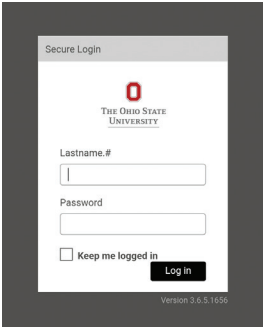 Secure Login
THE OHIO STATE
UNIVERSITY
Lastname.#
Password
Keep me logged in
Log in
Version 3.6.5.1656